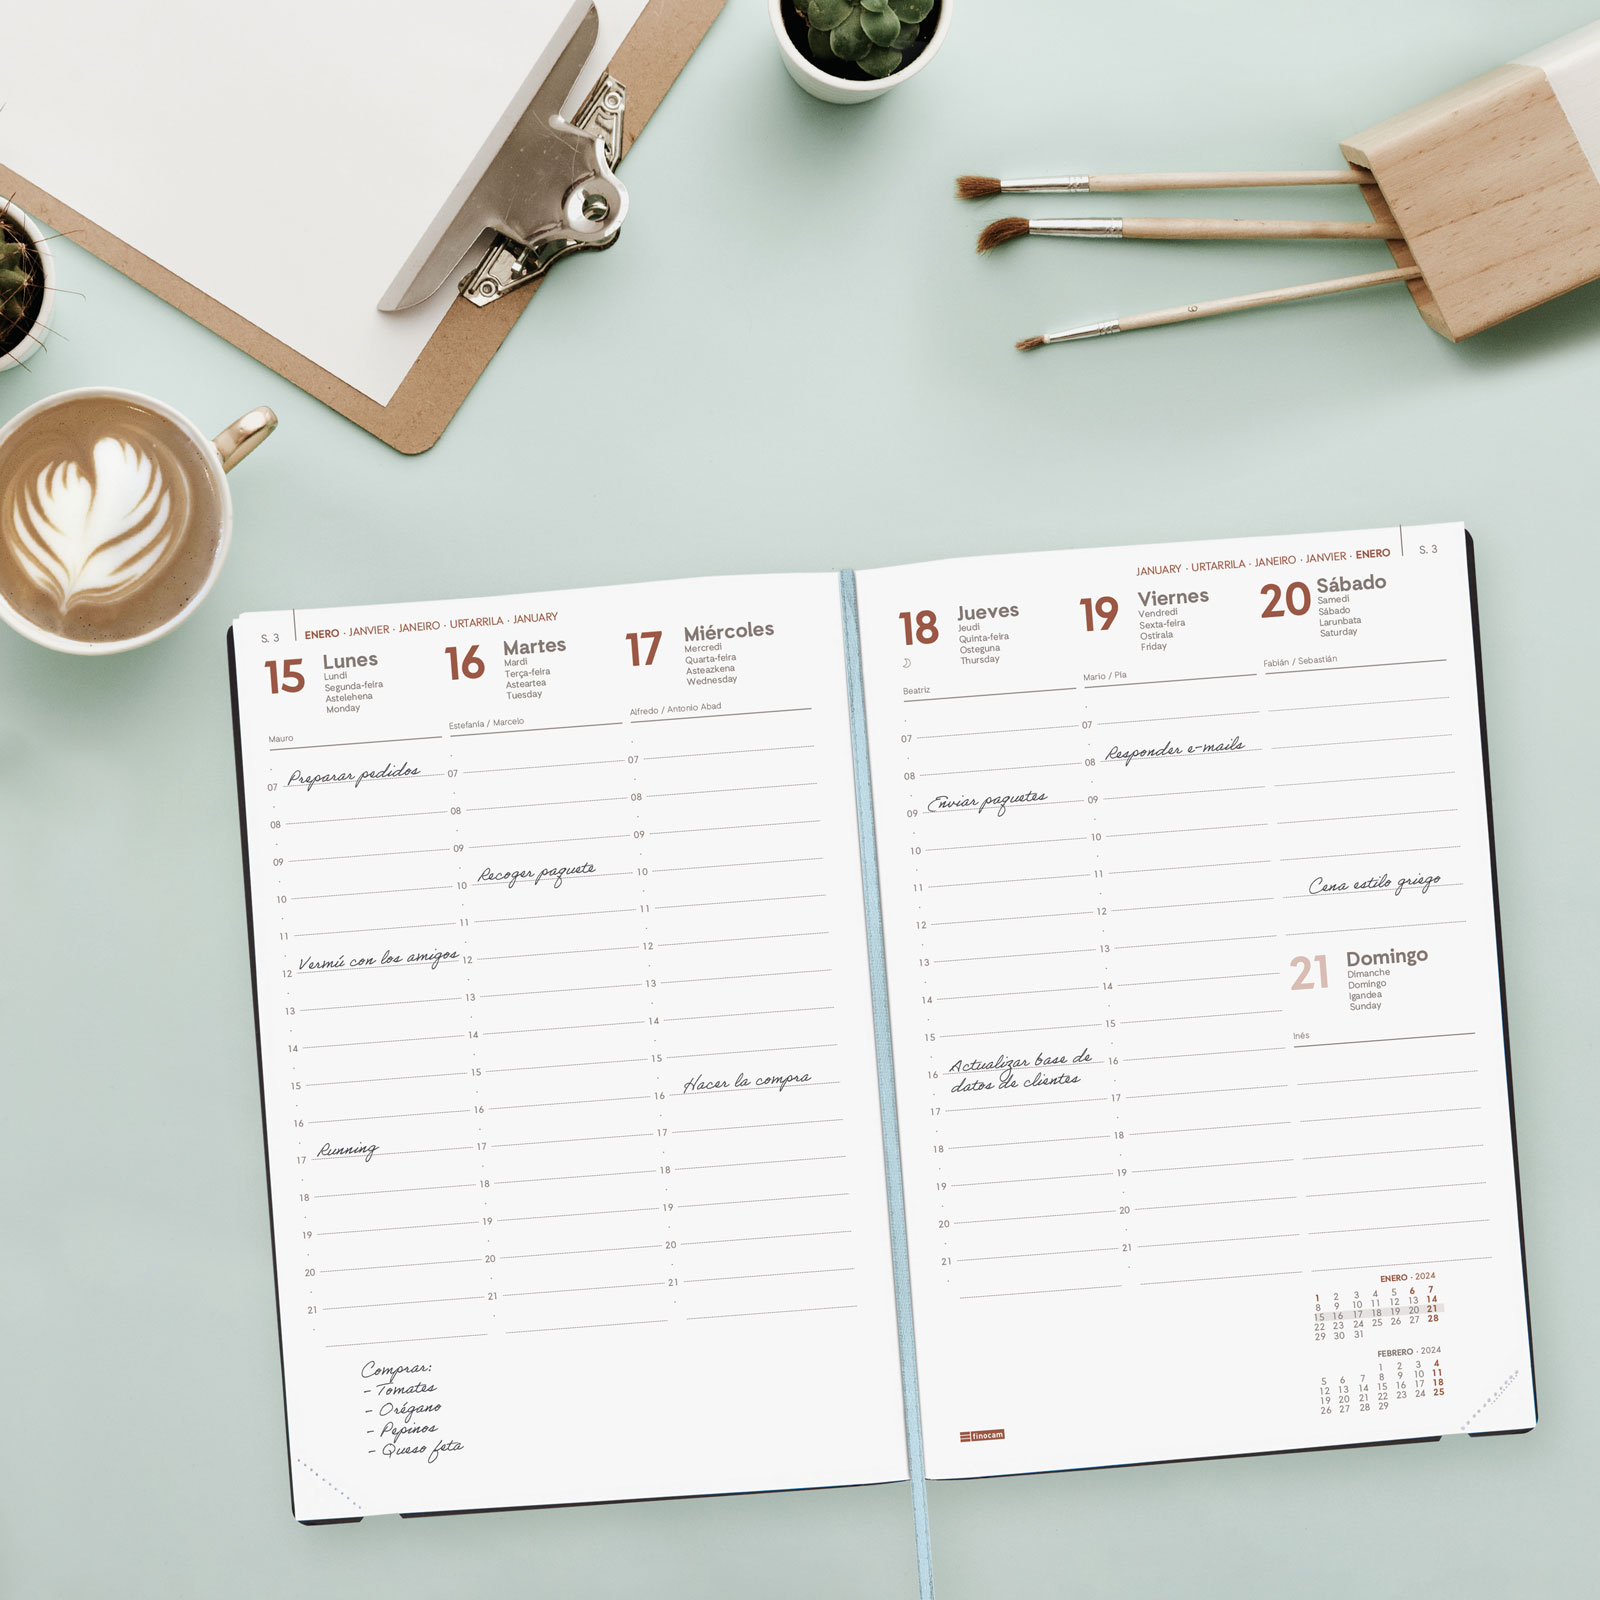 S. 3
ENERO · JANVIER · JANEIRO · URTARRILA · JANUARY
15 Lunes
Lundi
Segunda-feira
Astelehena
Monday
Mauro
07 Preparar pedidos
08
09
10
11
12 Vermú con los amigos
13
14
15
16
17 Running
18
19
20
21
16 Martes
Mardi
Terça-feira
Asteartea
Tuesday
Estefanía / Marcelo
07
08
09
10 Recoger paquete
11
12
13
14
15
16
17
18
19
20
21
17 Miércoles
Mercredi
Quarta-feira
Asteazkena
Wednesday
Alfredo / Antonio Abad
07
08
09
10
11
12
13
14
15
16 Hacer la compra
17
18
19
20
21
Comprar:
- Tomates
- Orégano
- Pepinos
- Queso feta
JANUARY · URTARRILA · JANEIRO · JANVIER · ENERO
S. 3
18 Jueves
Jeudi
Quinta-feira
Osteguna
Thursday
Beatriz
07
08
09 Enviar paquetes
10
11
12
13
14
15
16 Actualizar base de
datos de clientes
17
18
19
20
21
19 Viernes
Vendredi
Sexta-feira
Ostirala
Friday
Mario / Pía
07
08 Responder e-mails
09
10
11
12
13
14
15
16
17
18
19
20
21
20 Sábado
Samedi
Sábado
Larunbata
Saturday
Fabián / Sebastián
Cena estilo griego
21 Domingo
Dimanche
Domingo
Igandea
Sunday
Inés
ENERO · 2024
1 2 3 4 5 6 7
8 9 10 11 12 13 14
15 16 17 18 19 20 21
22 23 24 25 26 27 28
29 30 31
FEBRERO · 2024
1 2 3 4
5 6 7 8 9 10 11
12 13 14 15 16 17 18
19 20 21 22 23 24 25
26 27 28 29
finocam
6